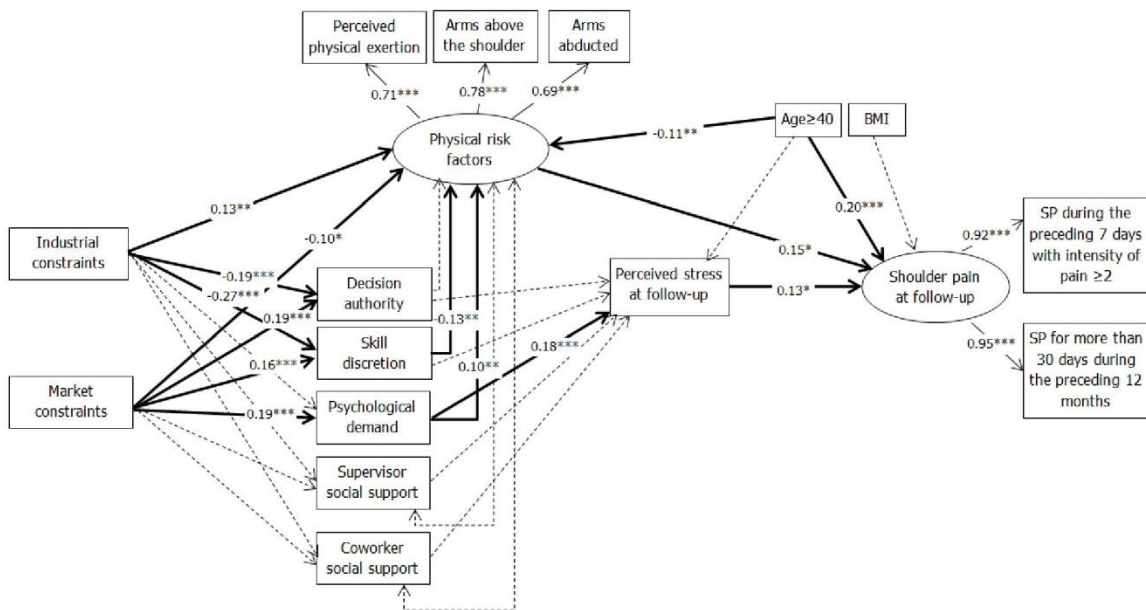 Perceived
physical exertion
Arms above
the shoulder
Arms
abducted
0.71***
0.78***
0.69***
Physical risk
factors
Age≥40
BMI
-0.11**
0.13**
-0.10*
0.20***
0.15*
Industrial
constraints
-0.19***
-0.27***
0.19***
0.16***
0.19***
Market
constraints
Decision
authority
Skill
discretion
Psychological
demand
Supervisor
social support
Coworker
social support
-0.13**
0.10**
0.18***
Perceived stress
at follow-up
0.13*
Shoulder pain
at follow-up
0.92***
0.95***
SP during the
preceding 7 days
with intensity of
pain ≥2
SP for more than
30 days during
the preceding 12
months